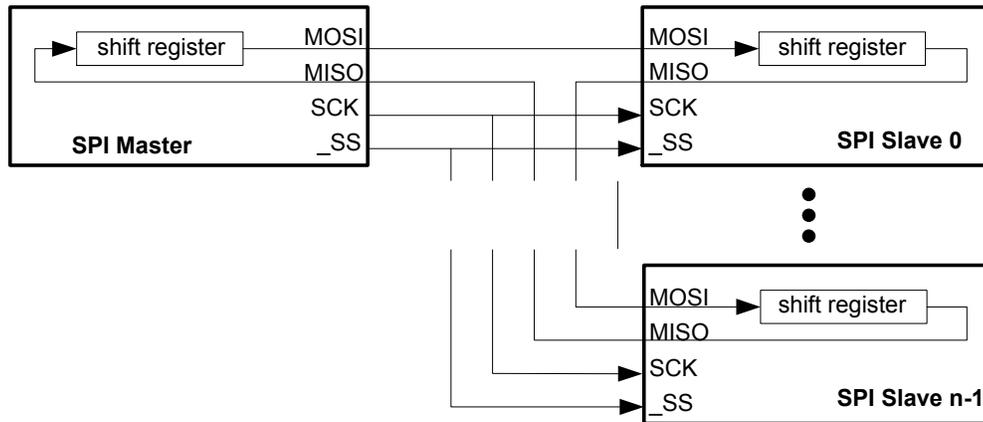 shift register
MOSI
MISO
SCK
_SS
SPI Master
MOSI
shift register
MISO
SCK
_SS
SPI Slave 0
MOSI
shift register
MISO
SCK
_SS
SPI Slave n-1